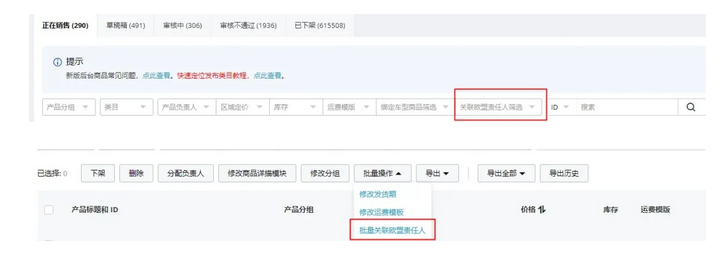 正在销售 (290) 草稿箱 (491) 审核中 (306) 审核不通过 (1936) 已下架 (615508)
提示
新版后台商品常见问题，点此查看。快速定位发布类目教程，点此查看。
产品分组 类目 产品负责人 区域定价 库存 运费模版 绑定车型商品筛选 关联欧盟责任人筛选 ID 搜索
已选择: 0 下架 删除 分配负责人 修改商品详描模块 修改分组 批量操作 导出 导出全部 导出历史
修改发货期
修改运费模板
批量关联欧盟责任人
产品标题和 ID 产品分组 价格 库存 运费模版